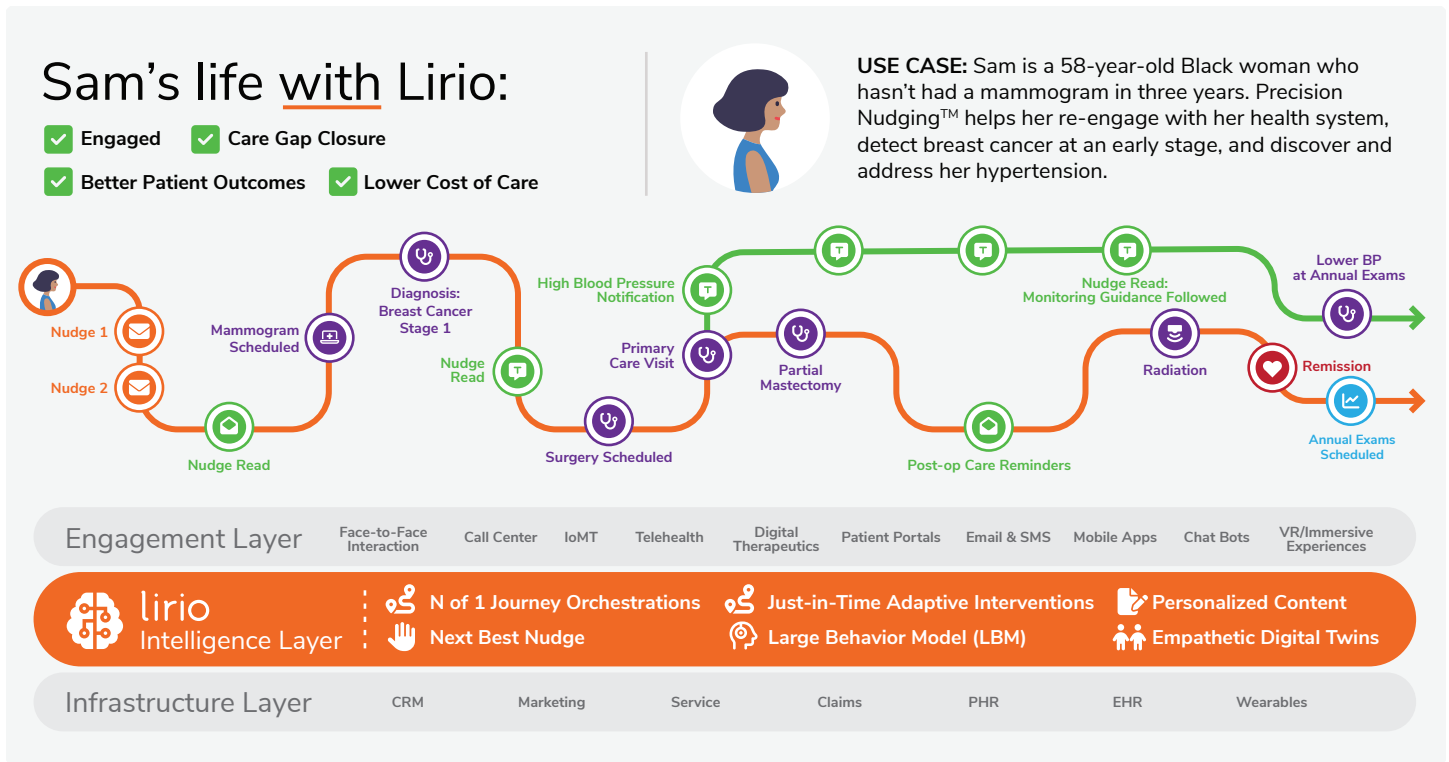 Sam's life with Lirio:
Engaged
Care Gap Closure
Better Patient Outcomes
Lower Cost of Care
USE CASE: Sam is a 58-year-old Black woman who
hasn't had a mammogram in three years. Precision
Nudging™ helps her re-engage with her health system,
detect breast cancer at an early stage, and discover and
address her hypertension.
Nudge 1
Nudge 2
Nudge Read
Mammogram
Scheduled
Diagnosis:
Breast Cancer
Stage 1
Nudge
Read
Surgery Scheduled
High Blood Pressure
Notification
Primary
Care Visit
Partial
Mastectomy
T
T
T
T
T
Nudge Read:
Monitoring Guidance Followed
Post-op Care Reminders
Radiation
Lower BP
at Annual Exams
Remission
Annual Exams
Scheduled
Engagement Layer
Face-to-Face
Interaction
Call Center
IoMT
Telehealth
Digital
Therapeutics
Patient Portals
Email & SMS
Mobile Apps
Chat Bots
VR/Immersive
Experiences
lirio
Intelligence Layer
N of 1 Journey Orchestrations
Just-in-Time Adaptive Interventions
Personalized Content
Next Best Nudge
Large Behavior Model (LBM)
Empathetic Digital Twins
Infrastructure Layer
CRM
Marketing
Service
Claims
PHR
EHR
Wearables